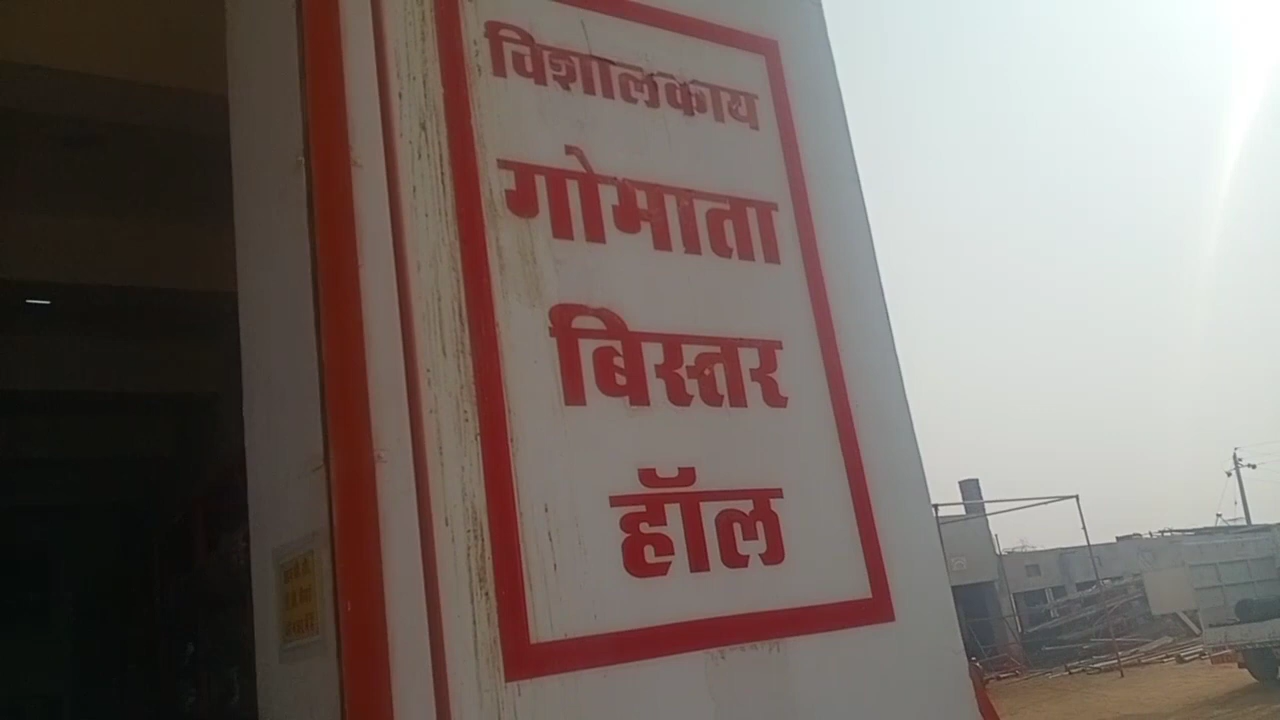 विशालकाय
गोमाता
बिस्तर
हॉल